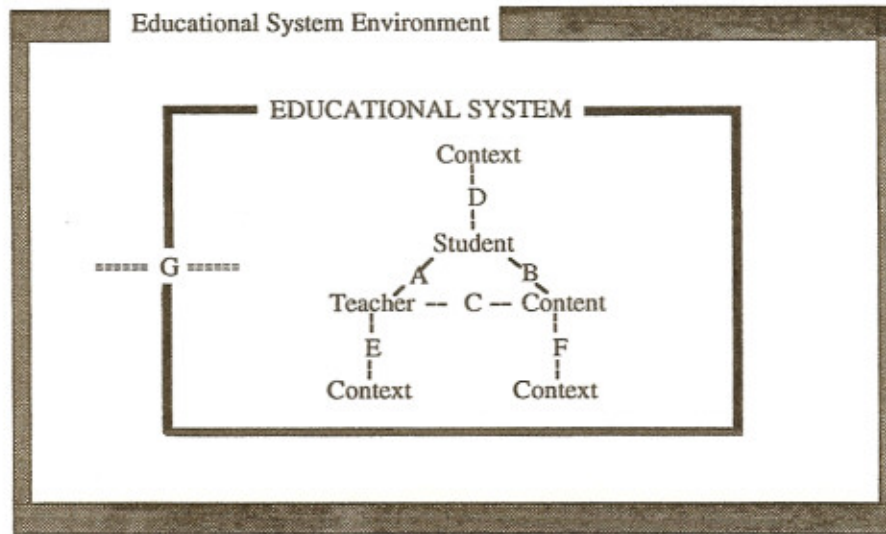 Educational System Environment
EDUCATIONAL SYSTEM
Context
D
Student
G
A B
Teacher C Content
E F
Context Context